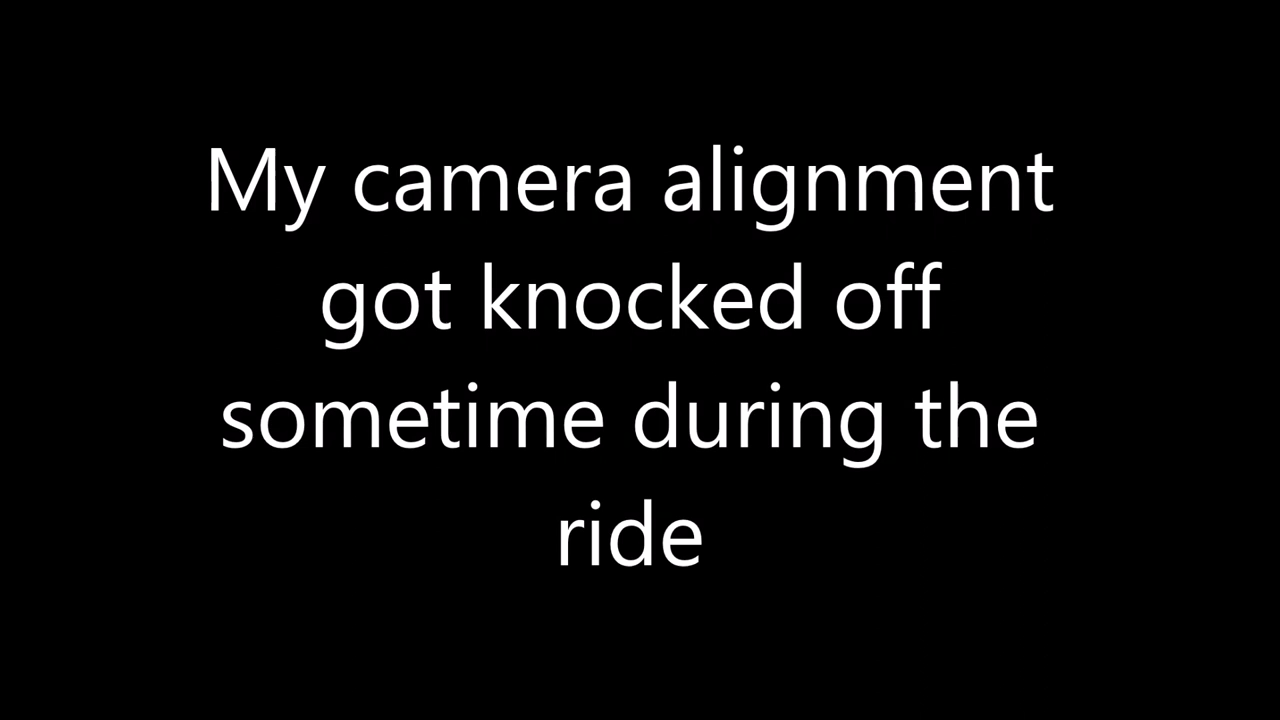 My camera alignment
got knocked off
sometime during the
ride